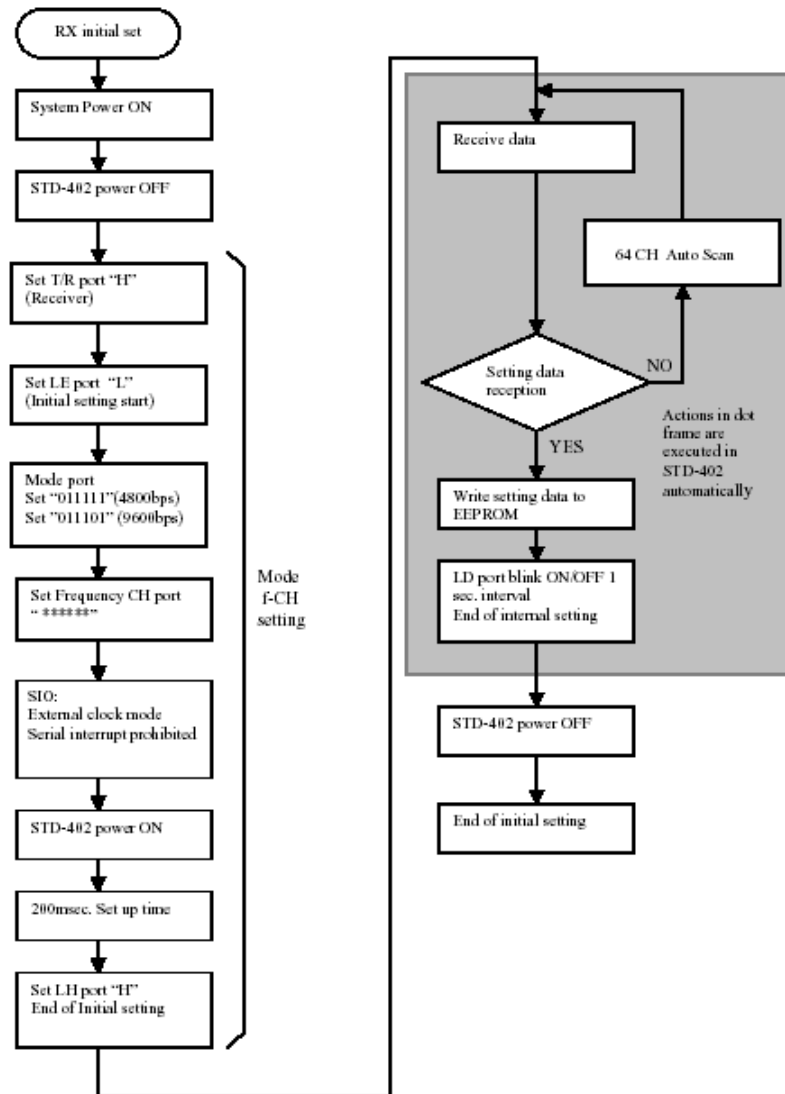 RX initial set
System Power ON
STD-402 power OFF
Set T/R port “H”
(Receiver)
Set LE port “L”
(Initial setting start)
Mode port
Set “011111”(4800bps)
Set ”011101” (9600bps)
Set Frequency CH port
“ ******”
SIO:
External clock mode
Serial interrupt prohibited
STD-402 power ON
200msec. Set up time
Set LH port “H”
End of Initial setting
Mode
f-CH
setting
Receive data
64 CH Auto Scan
Setting data
reception
NO
YES
Actions in dot
frame are
executed in
STD-402
automatically
Write setting data to
EEPROM
LD port blink ON/OFF 1
sec. interval
End of internal setting
STD-402 power OFF
End of initial setting